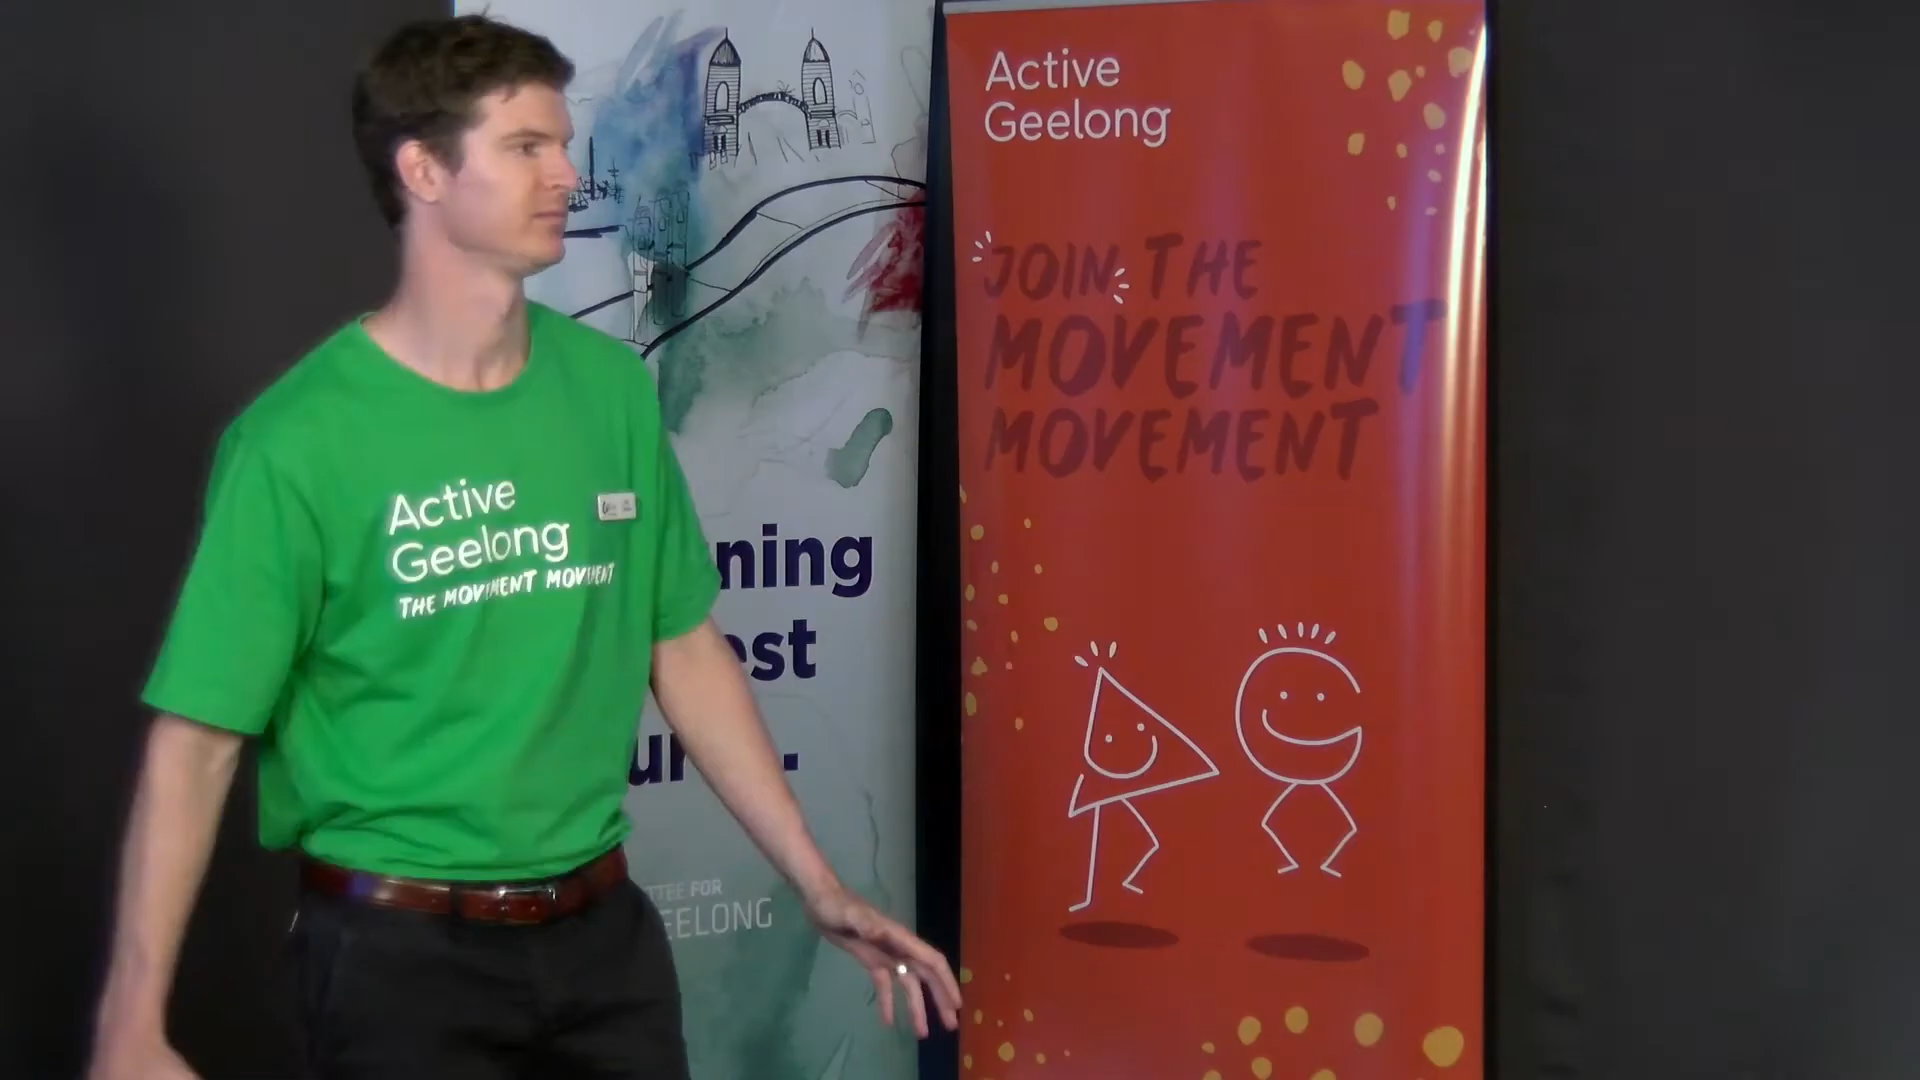 Active
Geelong
THE MOVEMENT MOVEMENT
ning
est
EELONG
Active
Geelong
JOIN THE
MOVEMENT
MOVEMENT